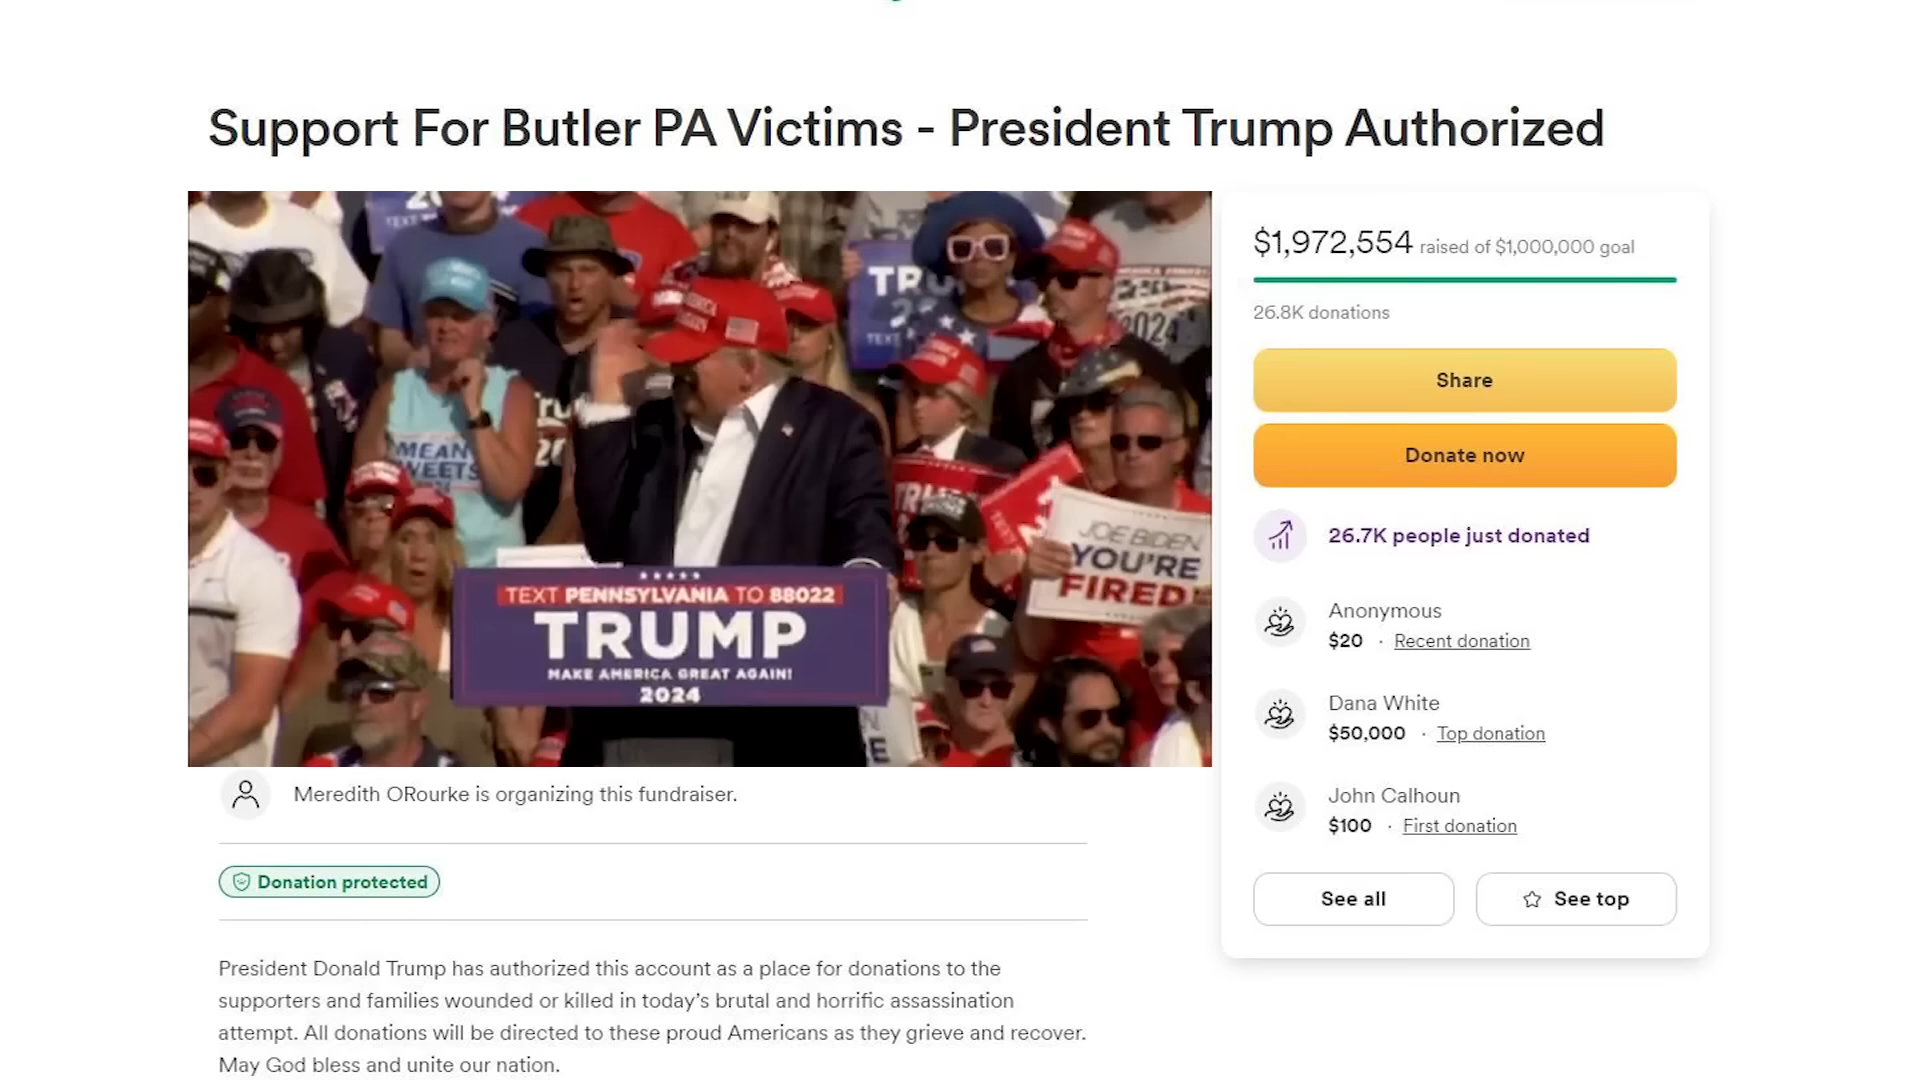 Support For Butler PA Victims - President Trump Authorized
TEXT
TRU
2024
MEAN
TWEETS
TRUMP
JOE BIDEN
YOU'RE
FIRED!
TEXT PENNSYLVANIA TO 88022
TRUMP
MAKE AMERICA GREAT AGAIN!
2024
$1,972,554 raised of $1,000,000 goal
26.8K donations
Share
Donate now
26.7K people just donated
Anonymous
$20 · Recent donation
Dana White
$50,000 · Top donation
John Calhoun
$100 · First donation
See all
See top
Meredith ORourke is organizing this fundraiser.
Donation protected
President Donald Trump has authorized this account as a place for donations to the
supporters and families wounded or killed in today's brutal and horrific assassination
attempt. All donations will be directed to these proud Americans as they grieve and recover.
May God bless and unite our nation.